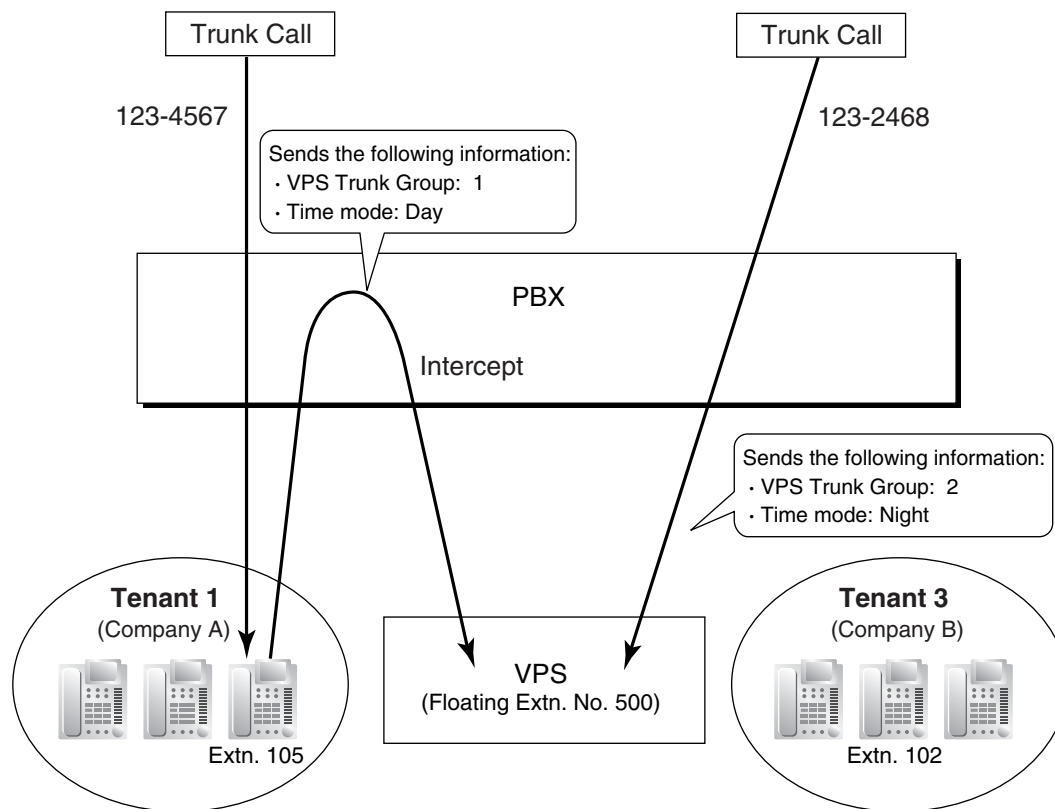 Trunk Call
Trunk Call
123-4567
123-2468
Sends the following information:
· VPS Trunk Group: 1
· Time mode: Day
PBX
Intercept
Sends the following information:
· VPS Trunk Group: 2
· Time mode: Night
Tenant 1
(Company A)
Extn. 105
VPS
(Floating Extn. No. 500)
Tenant 3
(Company B)
Extn. 102